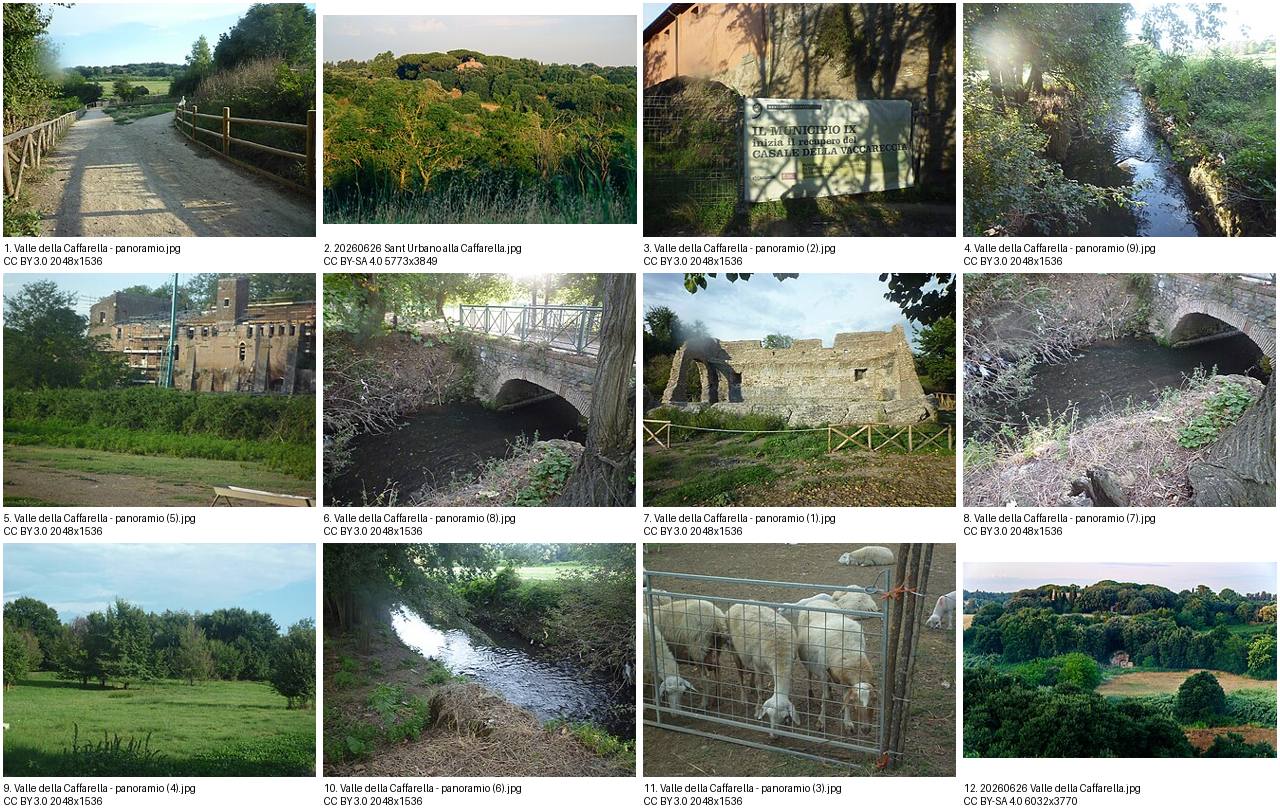 9
IL MUNICIPIO IX
inizia il recupero del
CASALE DELLA VACCARECCIA
1. Valle della Caffarella - panoramio.jpg
CC BY 3.0 2048x1536
2. 20260626 Sant Urbano alla Caffarella.jpg
CC BY-SA 4.0 5773x3849
3. Valle della Caffarella - panoramio (2).jpg
CC BY 3.0 2048x1536
4. Valle della Caffarella - panoramio (9).jpg
CC BY 3.0 2048x1536
5. Valle della Caffarella - panoramio (5).jpg
CC BY 3.0 2048x1536
6. Valle della Caffarella - panoramio (8).jpg
CC BY 3.0 2048x1536
7. Valle della Caffarella - panoramio (1).jpg
CC BY 3.0 2048x1536
8. Valle della Caffarella - panoramio (7).jpg
CC BY 3.0 2048x1536
9. Valle della Caffarella - panoramio (4).jpg
CC BY 3.0 2048x1536
10. Valle della Caffarella - panoramio (6).jpg
CC BY 3.0 2048x1536
11. Valle della Caffarella - panoramio (3).jpg
CC BY 3.0 2048x1536
12. 20260626 Valle della Caffarella.jpg
CC BY-SA 4.0 6032x3770